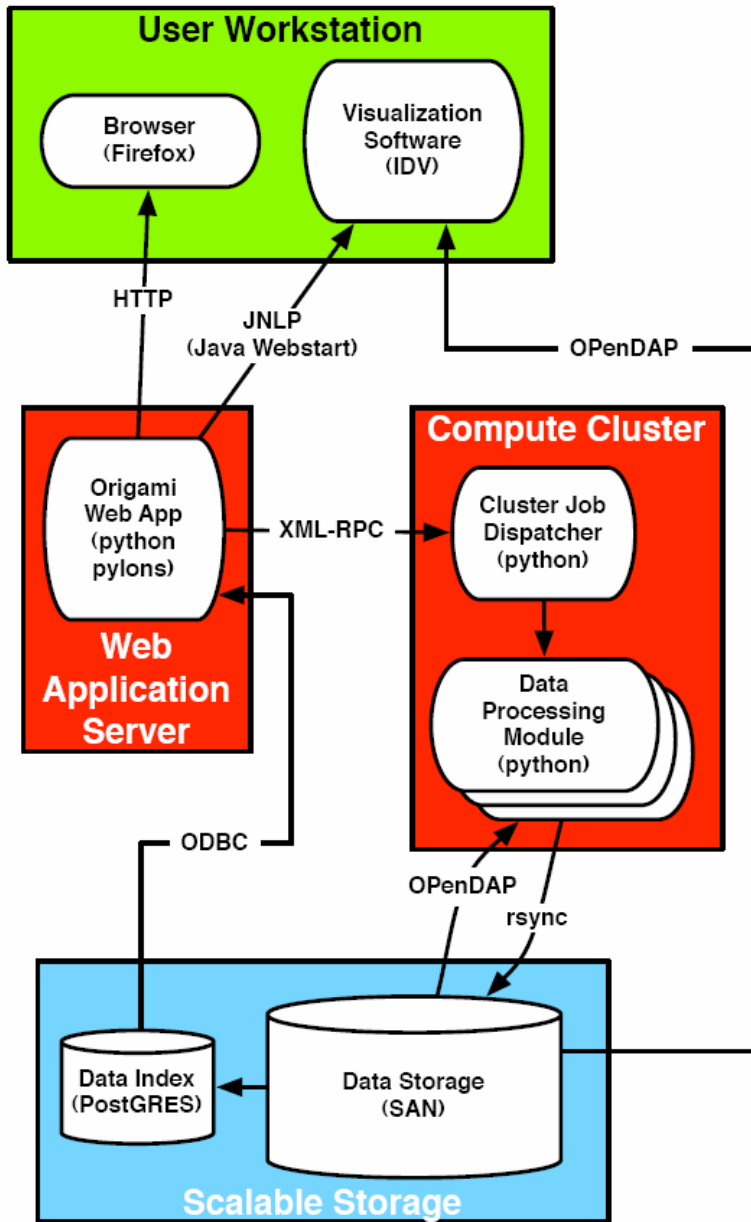 User Workstation
Browser
(Firefox)
Visualization
Software
(IDV)
HTTP
JNLP
(Java Webstart)
OPenDAP
Origami
Web App
(python
pylons)
Web
Application
Server
XML-RPC
Compute Cluster
Cluster Job
Dispatcher
(python)
Data
Processing
Module
(python)
ODBC
OPenDAP
rsync
Data Index
(PostGRES)
Data Storage
(SAN)
Scalable Storage